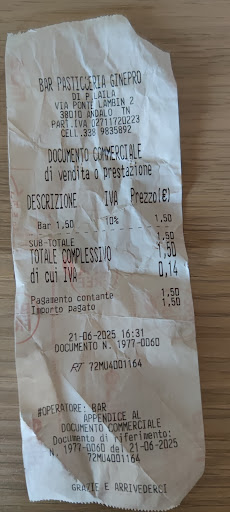 BAR PASTICCERIA GINEPRO
DI P.LAILA
VIA PONTE LAMBIN 2
38010 ANDALO TN
PART.IVA 02711720223
CELL.338 9835892
DOCUMENTO COMMERCIALE
di vendita o prestazione
DESCRIZIONE IVA Prezzo(€)
Bar 1,50 10% 1,50
SUB-TOTALE 1,50
TOTALE COMPLESSIVO 1,50
di cui IVA 0,14
Pagamento contante 1,50
Importo pagato 1,50
21-06-2025 16:31
DOCUMENTO N. 1977-0060
RT 72MU4001164
#OPERATORE: BAR
APPENDICE AL
DOCUMENTO COMMERCIALE
Documento di riferimento:
N. 1977-0060 del 21-06-2025
72MU4001164
GRAZIE E ARRIVEDERCI